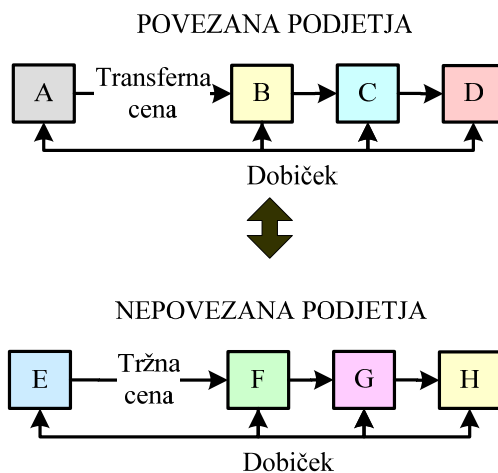 POVEZANA PODJETJA
A
Transferna
cena
B
C
D
Dobiček
NEPOVEZANA PODJETJA
E
Tržna
cena
F
G
H
Dobiček